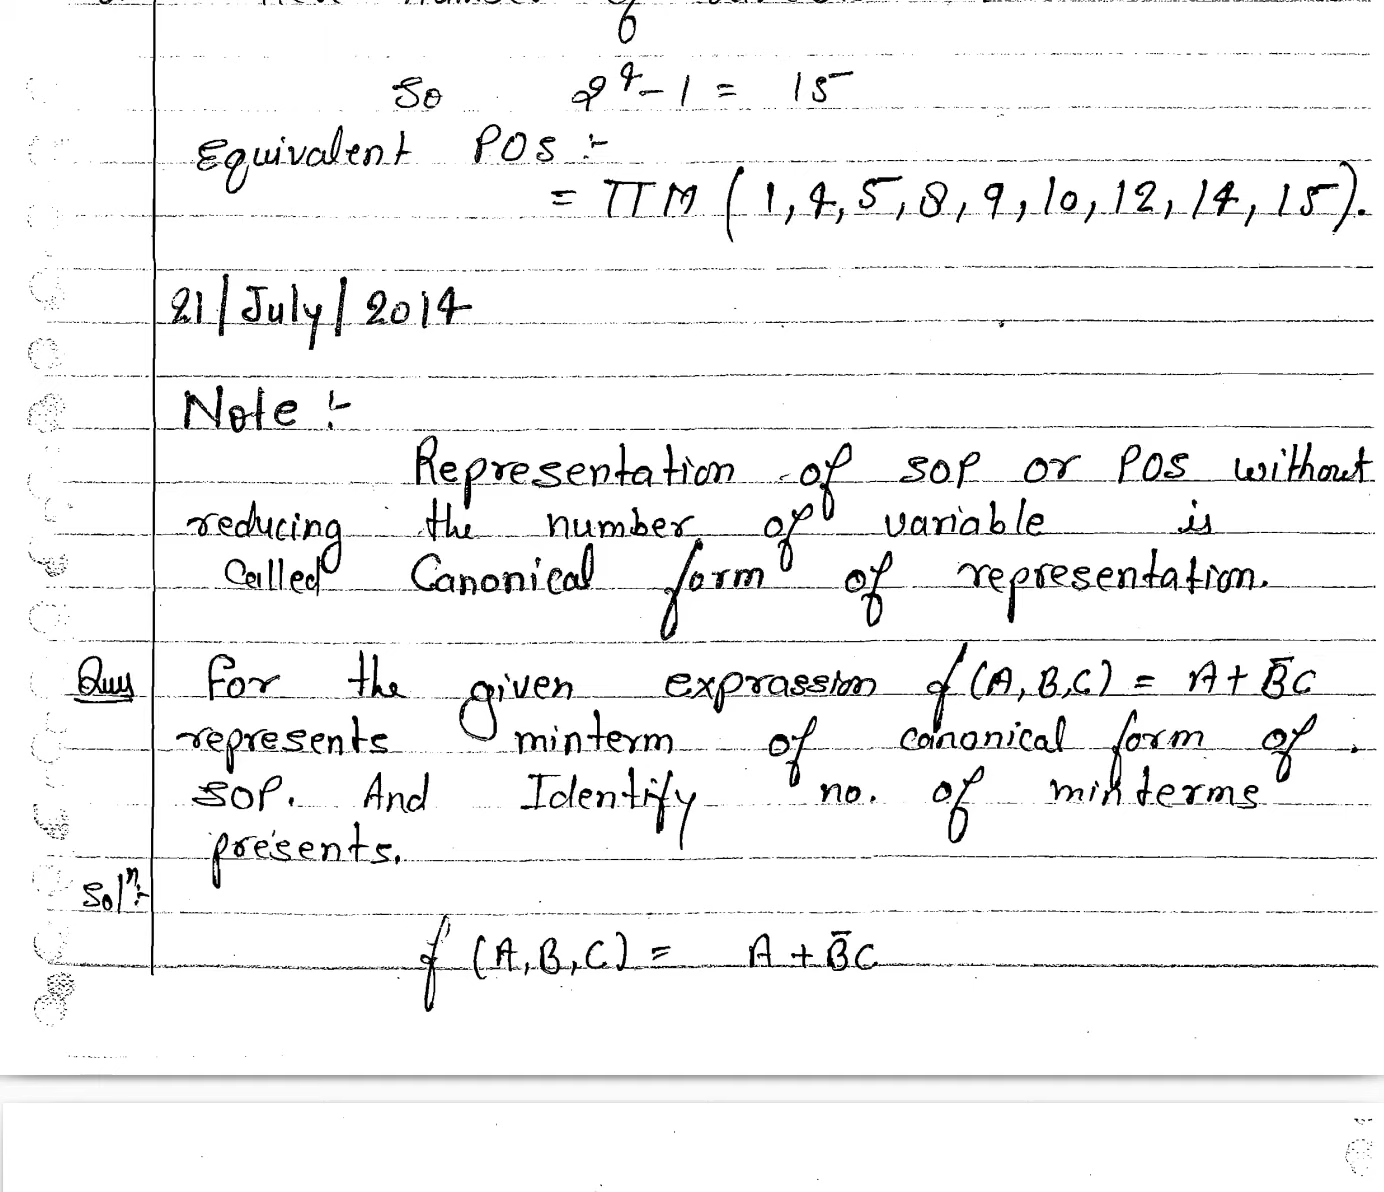 So 2⁴-1 = 15
Equivalent POS :-
= ΠM (1,4,5,8,9,10,12,14,15).
21/July/2014
Note :-
Representation of SOP or POS without
reducing the number of variable is
Called Canonical form of representation.
Ques For the given exprassion f(A,B,C) = A+B̄C
represents minterm of canonical form of
SOP. And Identify no. of minterms
presents.
Solⁿ:-
f (A,B,C) = A+B̄C